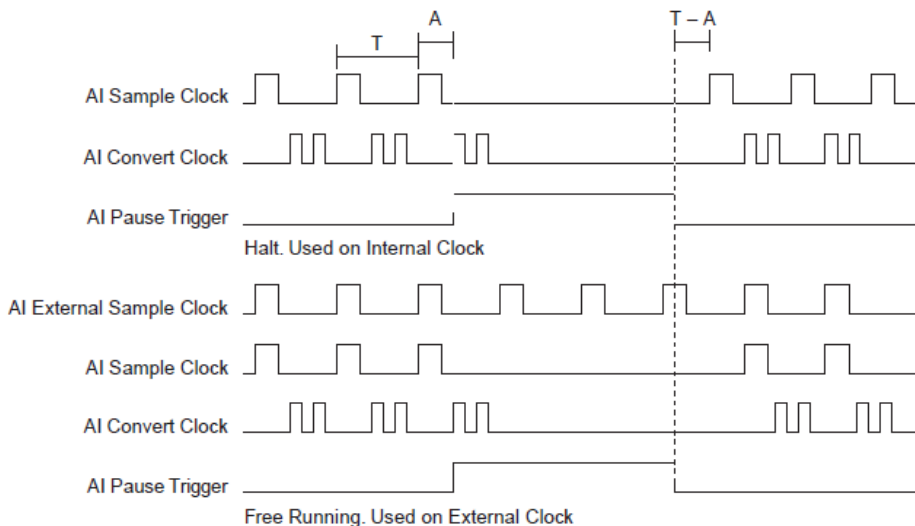 A
T – A
T
AI Sample Clock
AI Convert Clock
AI Pause Trigger
Halt. Used on Internal Clock
AI External Sample Clock
AI Sample Clock
AI Convert Clock
AI Pause Trigger
Free Running. Used on External Clock